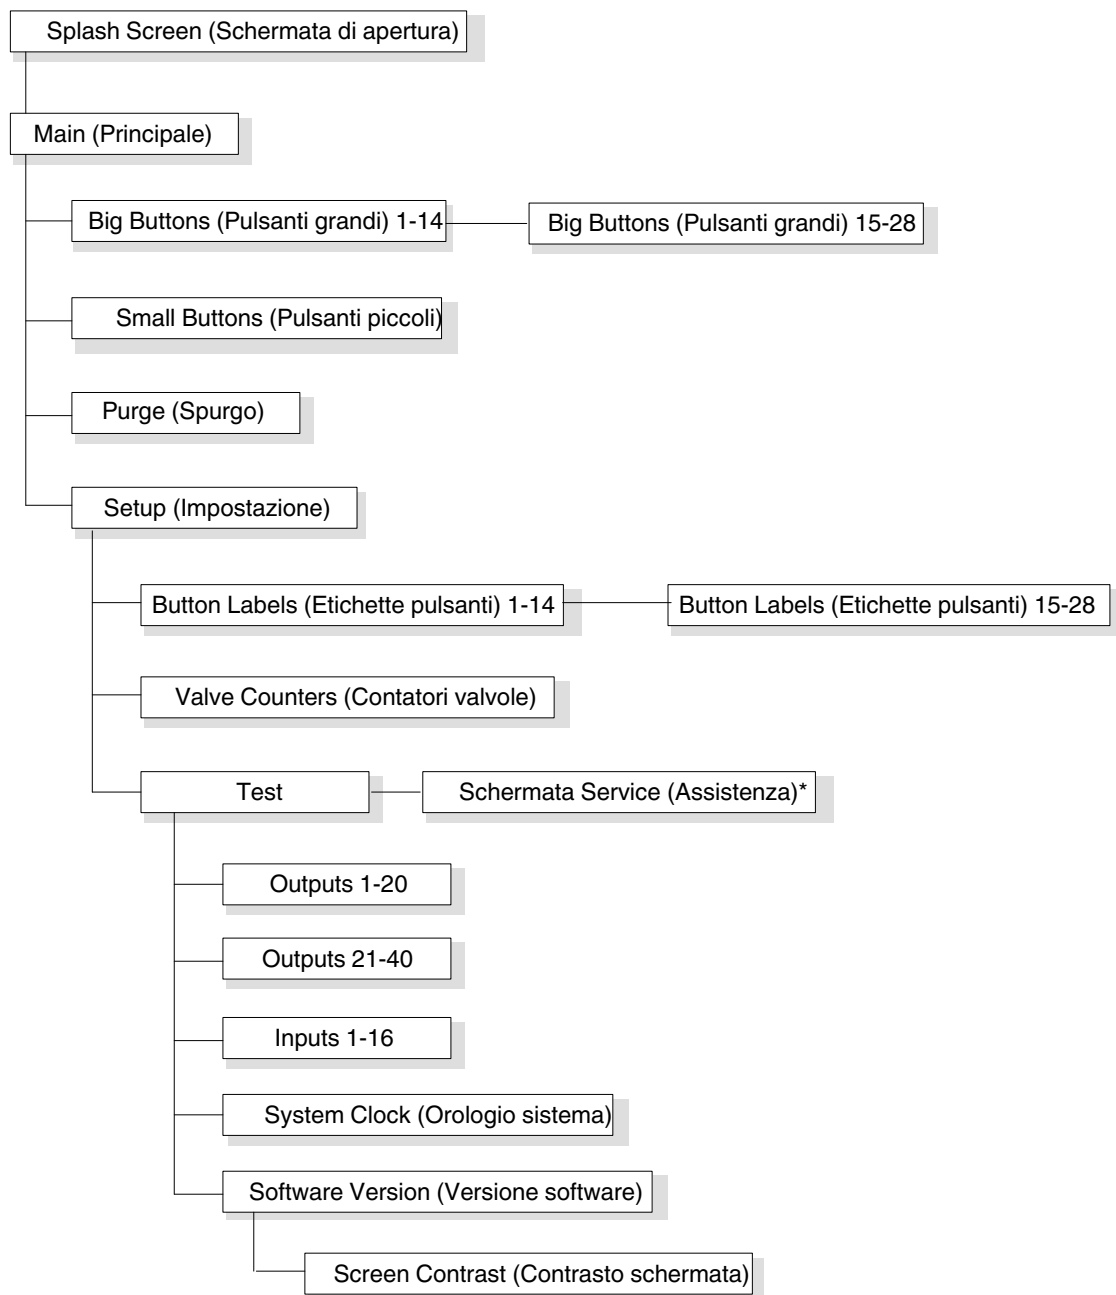 Splash Screen (Schermata di apertura)
Main (Principale)
Big Buttons (Pulsanti grandi) 1-14
Big Buttons (Pulsanti grandi) 15-28
Small Buttons (Pulsanti piccoli)
Purge (Spurgo)
Setup (Impostazione)
Button Labels (Etichette pulsanti) 1-14
Button Labels (Etichette pulsanti) 15-28
Valve Counters (Contatori valvole)
Test
Schermata Service (Assistenza)*
Outputs 1-20
Outputs 21-40
Inputs 1-16
System Clock (Orologio sistema)
Software Version (Versione software)
Screen Contrast (Contrasto schermata)